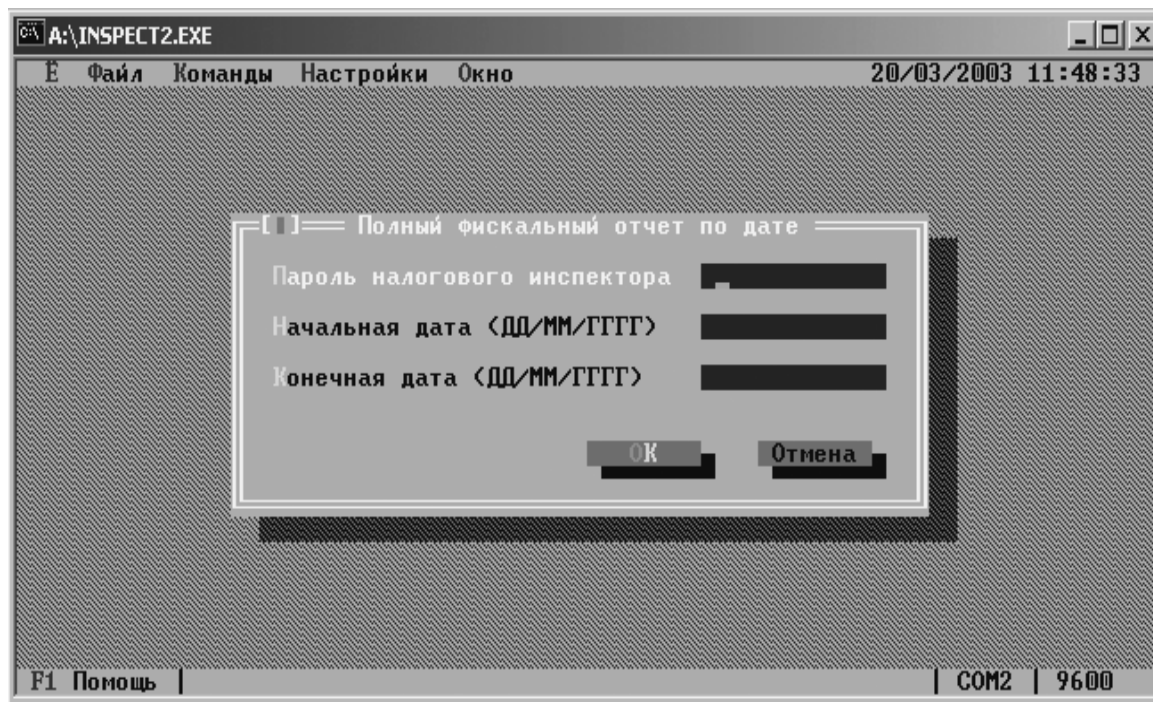 A:\INSPECT2.EXE
Ё Файл Команды Настройки Окно 20/03/2003 11:48:33
Полный фискальный отчет по дате
Пароль налогового инспектора
Начальная дата (ДД/ММ/ГГГГ)
Конечная дата (ДД/ММ/ГГГГ)
ОК Отмена
F1 Помощь COM2 9600